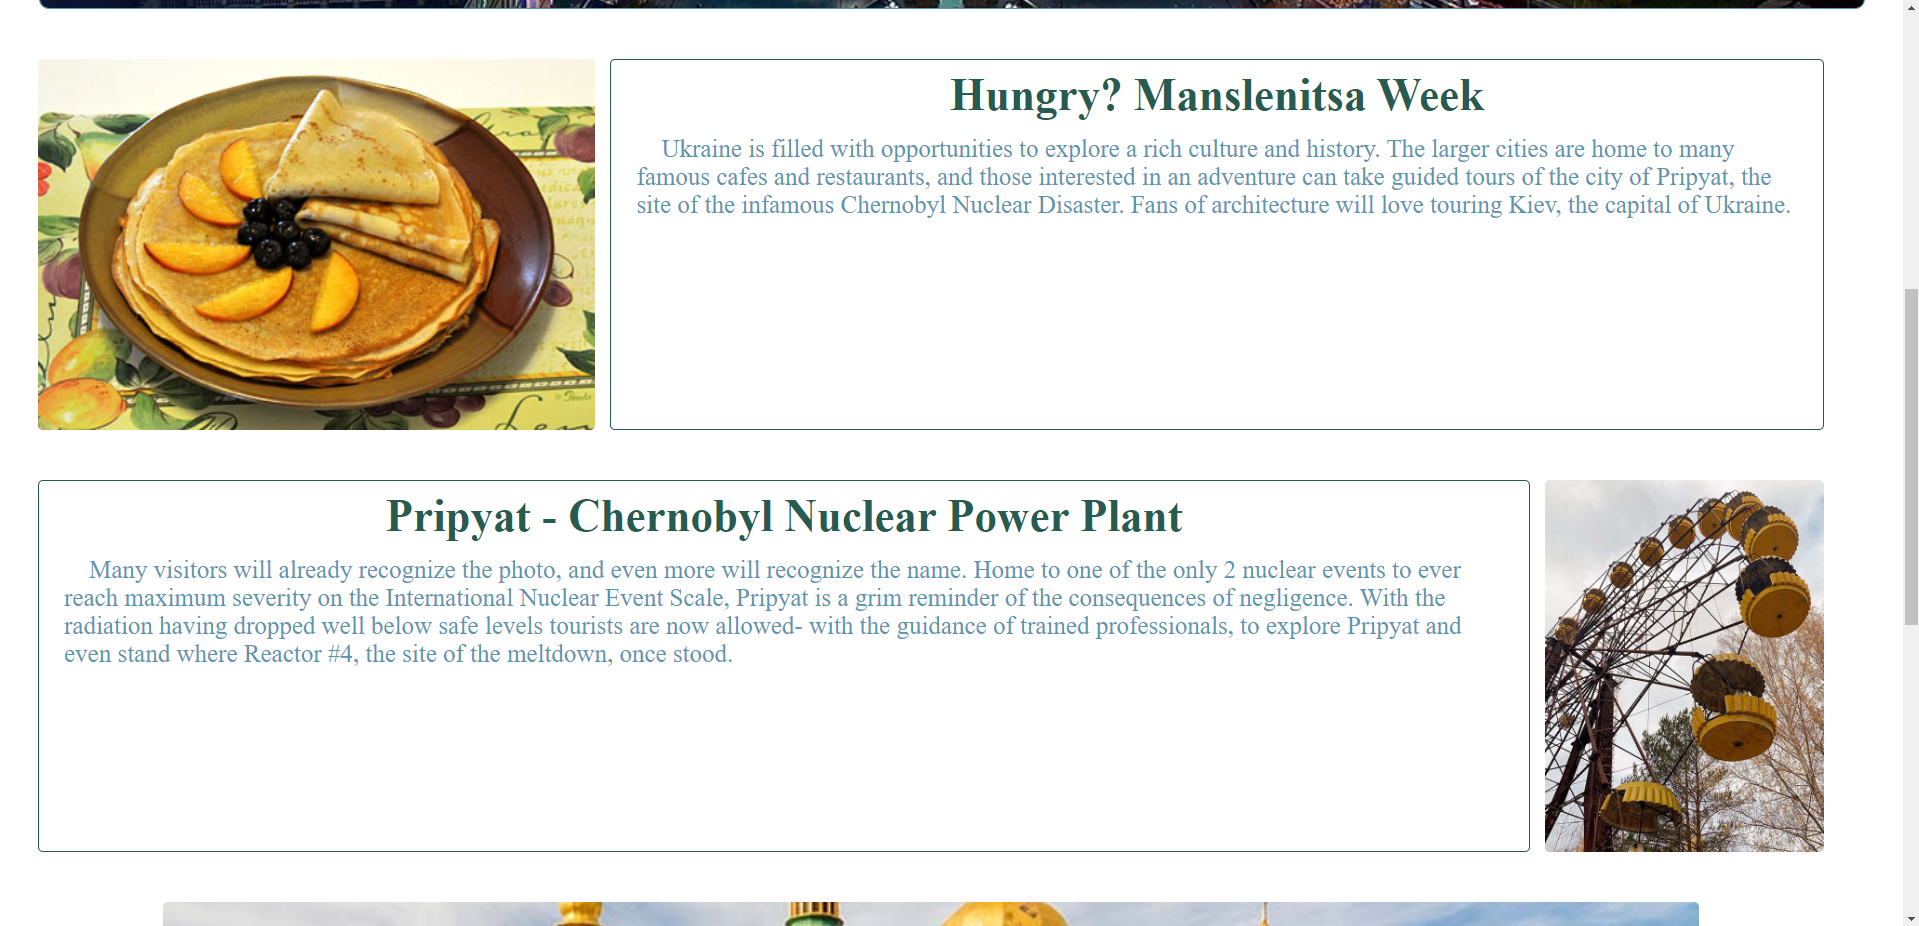 Hungry? Manslenitsa Week
Ukraine is filled with opportunities to explore a rich culture and history. The larger cities are home to many
famous cafes and restaurants, and those interested in an adventure can take guided tours of the city of Pripyat, the
site of the infamous Chernobyl Nuclear Disaster. Fans of architecture will love touring Kiev, the capital of Ukraine.
Pripyat - Chernobyl Nuclear Power Plant
Many visitors will already recognize the photo, and even more will recognize the name. Home to one of the only 2 nuclear events to ever
reach maximum severity on the International Nuclear Event Scale, Pripyat is a grim reminder of the consequences of negligence. With the
radiation having dropped well below safe levels tourists are now allowed- with the guidance of trained professionals, to explore Pripyat and
even stand where Reactor #4, the site of the meltdown, once stood.